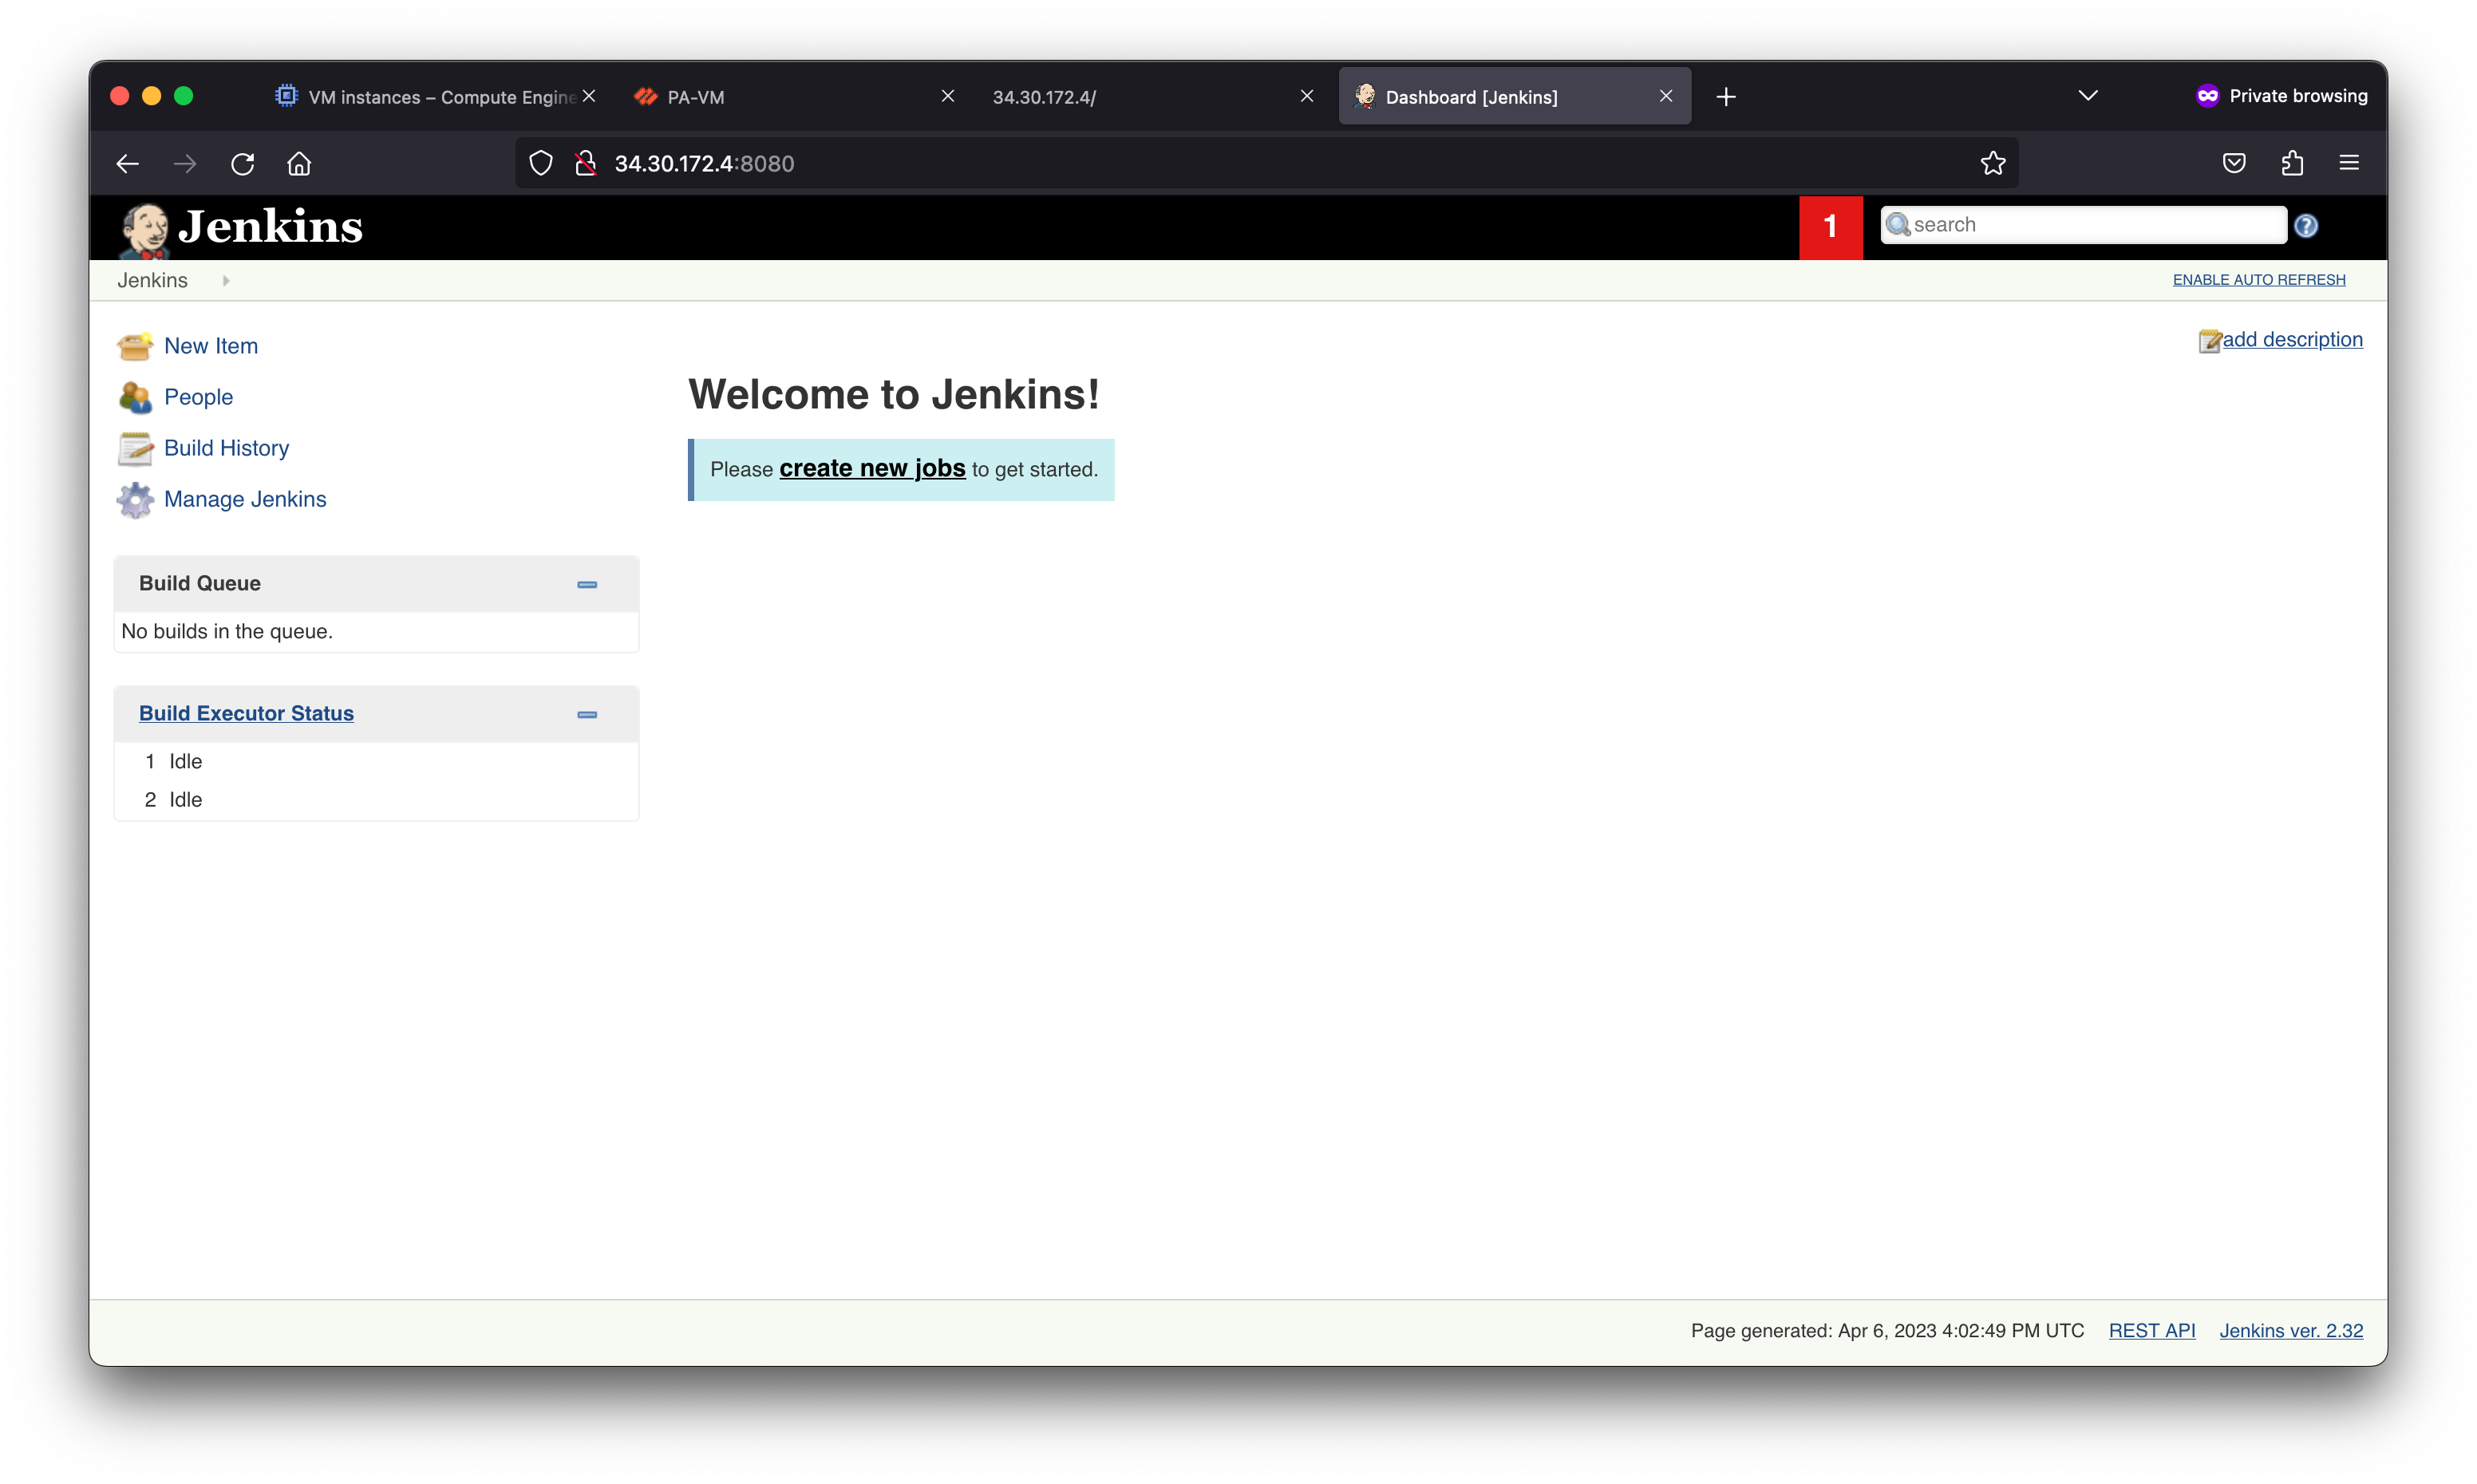 VM instances – Compute Engine
PA-VM
34.30.172.4/
Dashboard [Jenkins]
Private browsing
34.30.172.4:8080
Jenkins
1
search
Jenkins
ENABLE AUTO REFRESH
New Item
add description
People
Welcome to Jenkins!
Build History
Please create new jobs to get started.
Manage Jenkins
Build Queue
No builds in the queue.
Build Executor Status
1 Idle
2 Idle
Page generated: Apr 6, 2023 4:02:49 PM UTC REST API Jenkins ver. 2.32